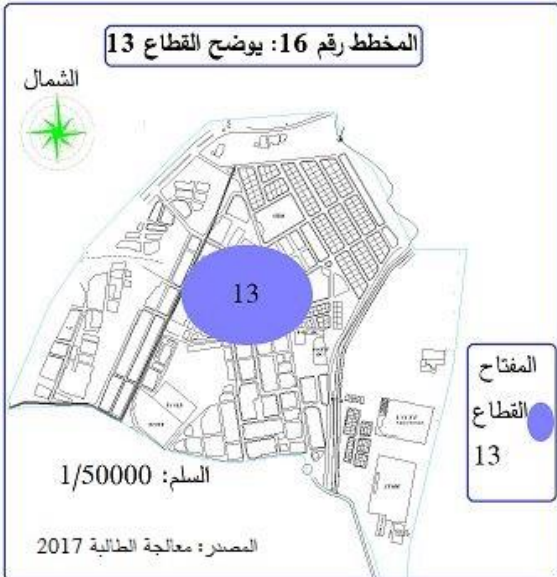 المخطط رقم 16: يوضح القطاع 13
الشمال
13
المفتاح
القطاع
13
السلم: 1/50000
المصدر: معالجة الطالبة 2017